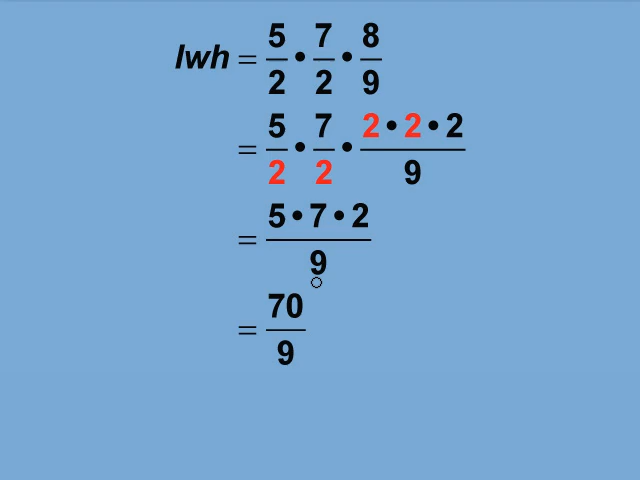 lwh = 5/2 • 7/2 • 8/9
= 5/2 • 7/2 • 2 • 2 • 2/9
= 5 • 7 • 2/9
= 70/9